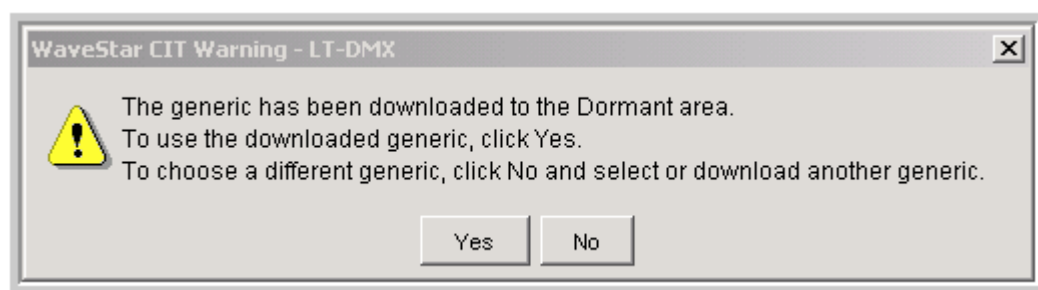 WaveStar CIT Warning - LT-DMX
The generic has been downloaded to the Dormant area.
To use the downloaded generic, click Yes.
To choose a different generic, click No and select or download another generic.
Yes No